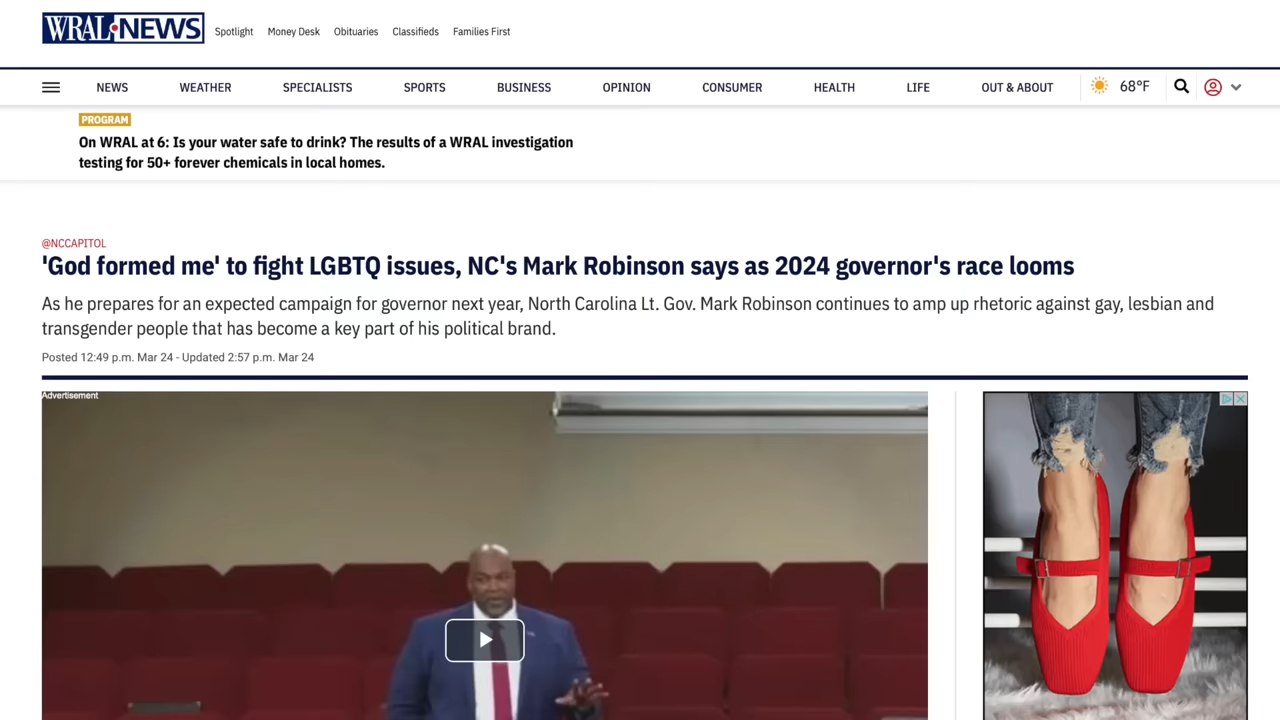 WRAL NEWS
Spotlight Money Desk Obituaries Classifieds Families First
NEWS WEATHER SPECIALISTS SPORTS BUSINESS OPINION CONSUMER HEALTH LIFE OUT & ABOUT 68°F
PROGRAM
On WRAL at 6: Is your water safe to drink? The results of a WRAL investigation
testing for 50+ forever chemicals in local homes.
@NCCAPITOL
'God formed me' to fight LGBTQ issues, NC's Mark Robinson says as 2024 governor's race looms
As he prepares for an expected campaign for governor next year, North Carolina Lt. Gov. Mark Robinson continues to amp up rhetoric against gay, lesbian and
transgender people that has become a key part of his political brand.
Posted 12:49 p.m. Mar 24 - Updated 2:57 p.m. Mar 24
Advertisement